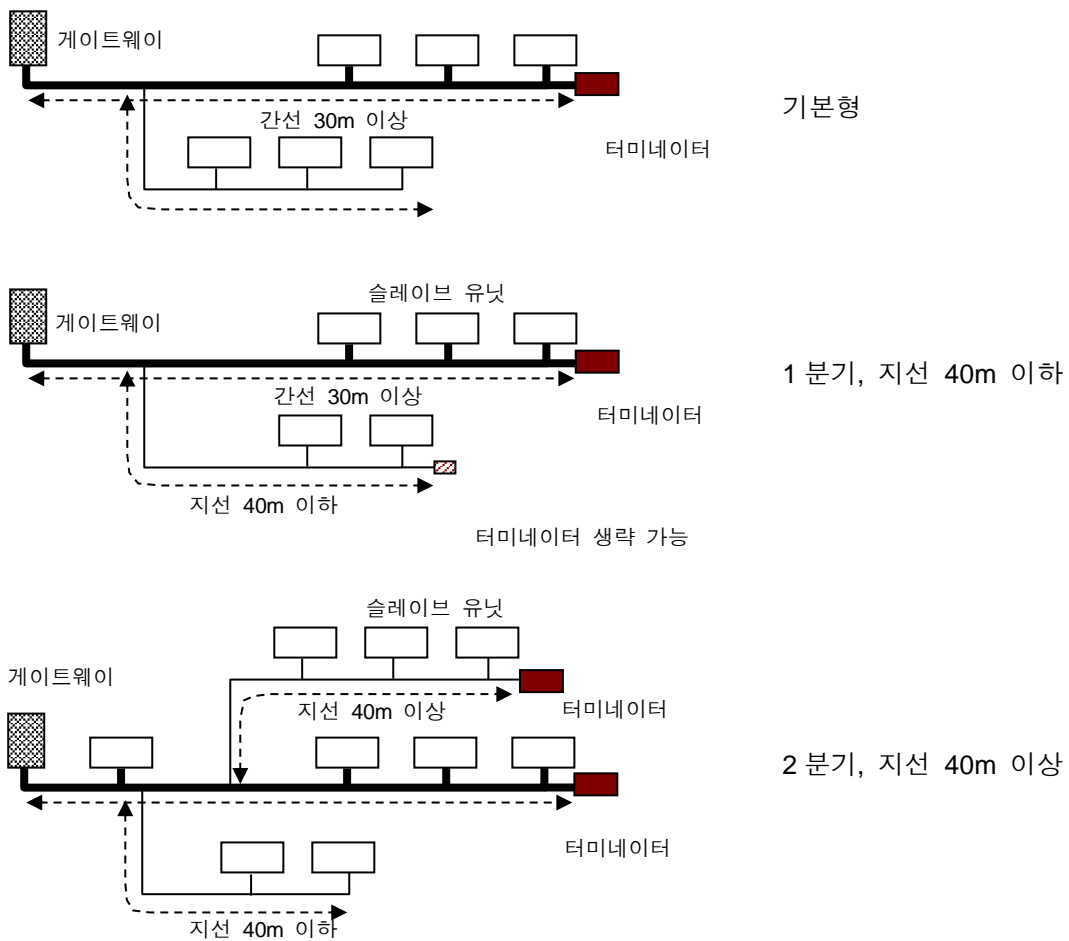 게이트웨이
간선 30m 이상
기본형
터미네이터
슬레이브 유닛
게이트웨이
간선 30m 이상
1 분기, 지선 40m 이하
터미네이터
지선 40m 이하
터미네이터 생략 가능
슬레이브 유닛
게이트웨이
지선 40m 이상
터미네이터
2 분기, 지선 40m 이상
터미네이터
지선 40m 이하